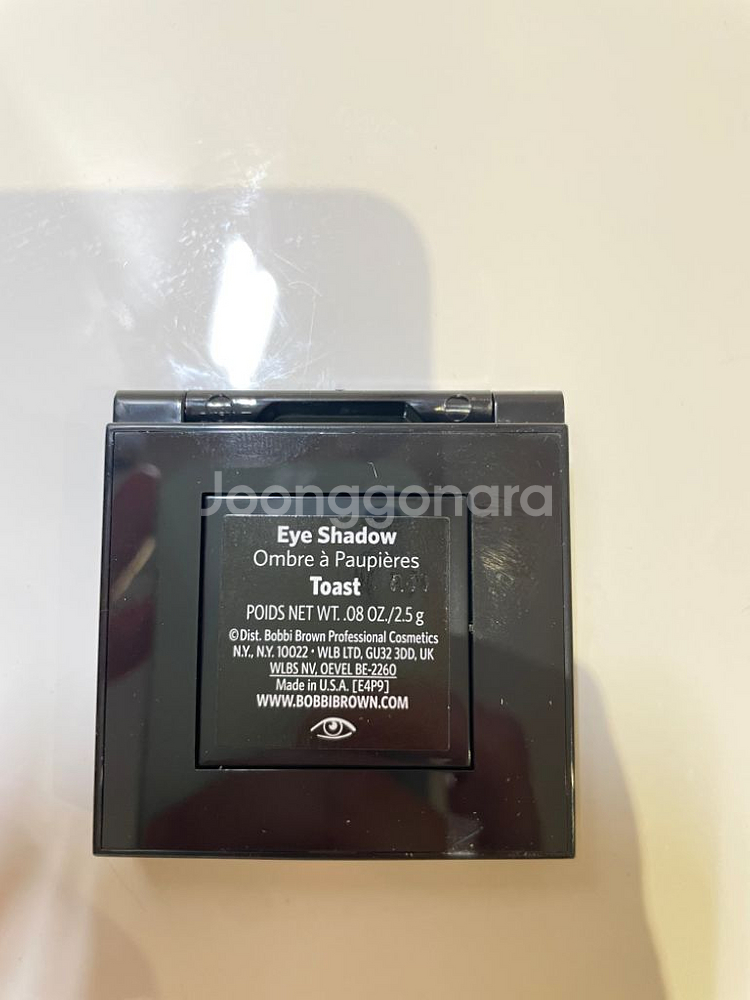 Joonggonara
Eye Shadow
Ombre à Paupières
Toast
POIDS NET WT. .08 OZ./2.5 g
©Dist. Bobbi Brown Professional Cosmetics
N.Y., N.Y. 10022 • WLB LTD, GU32 3DD, UK
WLBS NV, OEVEL BE-2260
Made in U.S.A. [E4P9]
WWW.BOBBIBROWN.COM